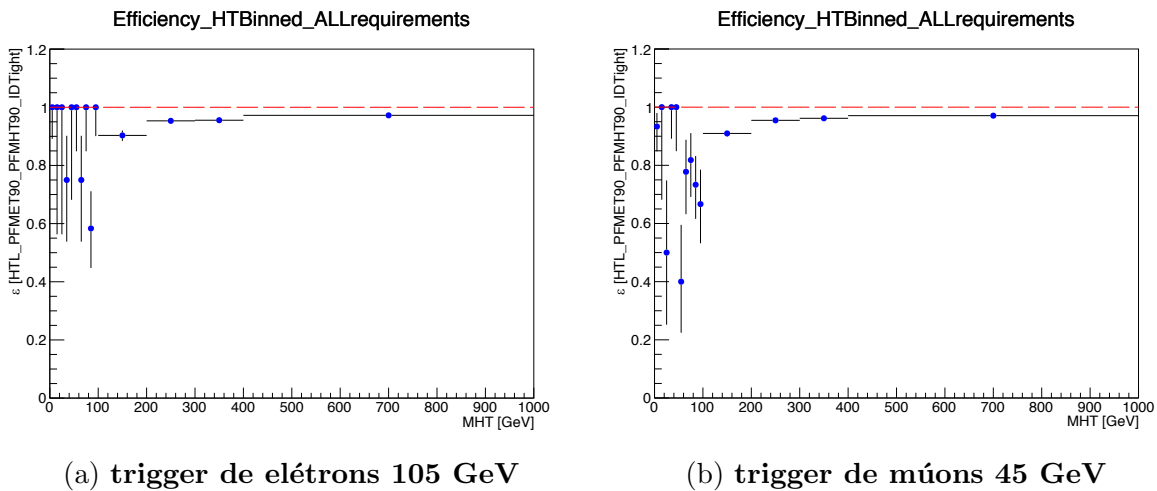 Efficiency_HTBinned_ALLrequirements
ε [HTL_PFMET90_PFMHT90_IDTight]
1.2
1
0.8
0.6
0.4
0.2
0
0 100 200 300 400 500 600 700 800 900 1000
MHT [GeV]
(a) trigger de elétrons 105 GeV
Efficiency_HTBinned_ALLrequirements
ε [HTL_PFMET90_PFMHT90_IDTight]
1.2
1
0.8
0.6
0.4
0.2
0
0 100 200 300 400 500 600 700 800 900 1000
MHT [GeV]
(b) trigger de múons 45 GeV